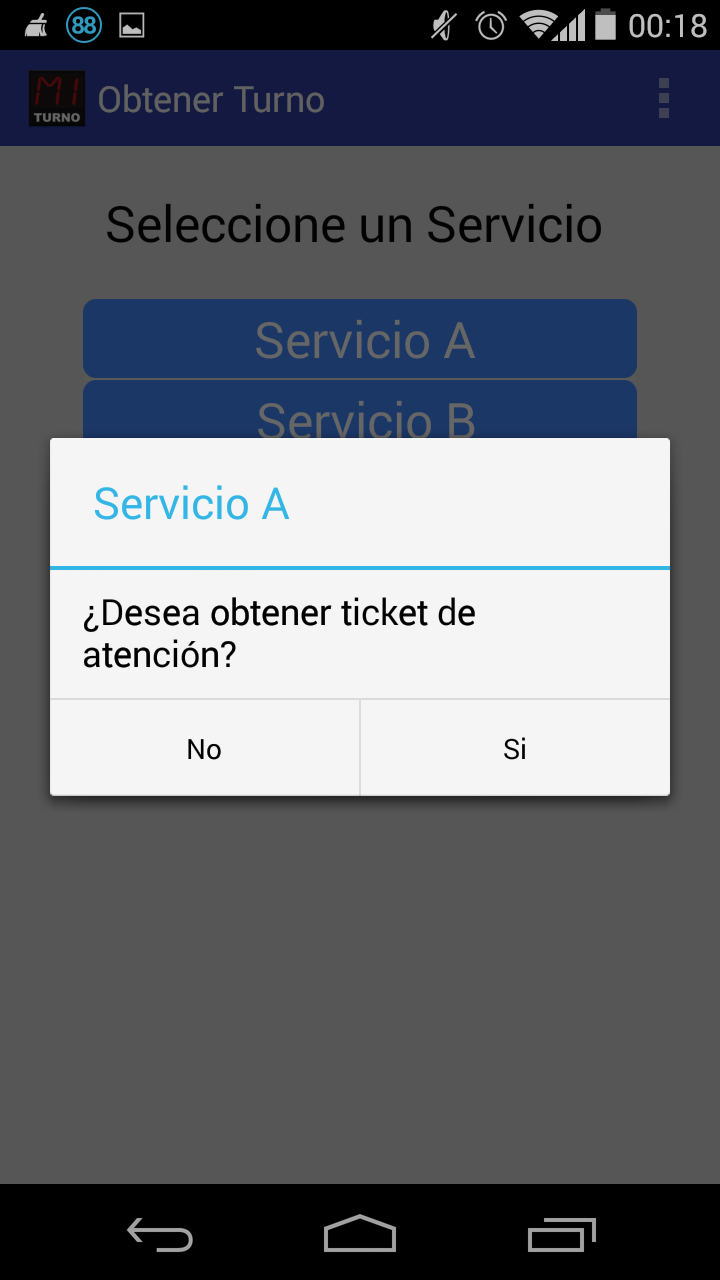 88
00:18
MI
TURNO
Obtener Turno
Seleccione un Servicio
Servicio A
Servicio B
Servicio A
¿Desea obtener ticket de
atención?
No
Si